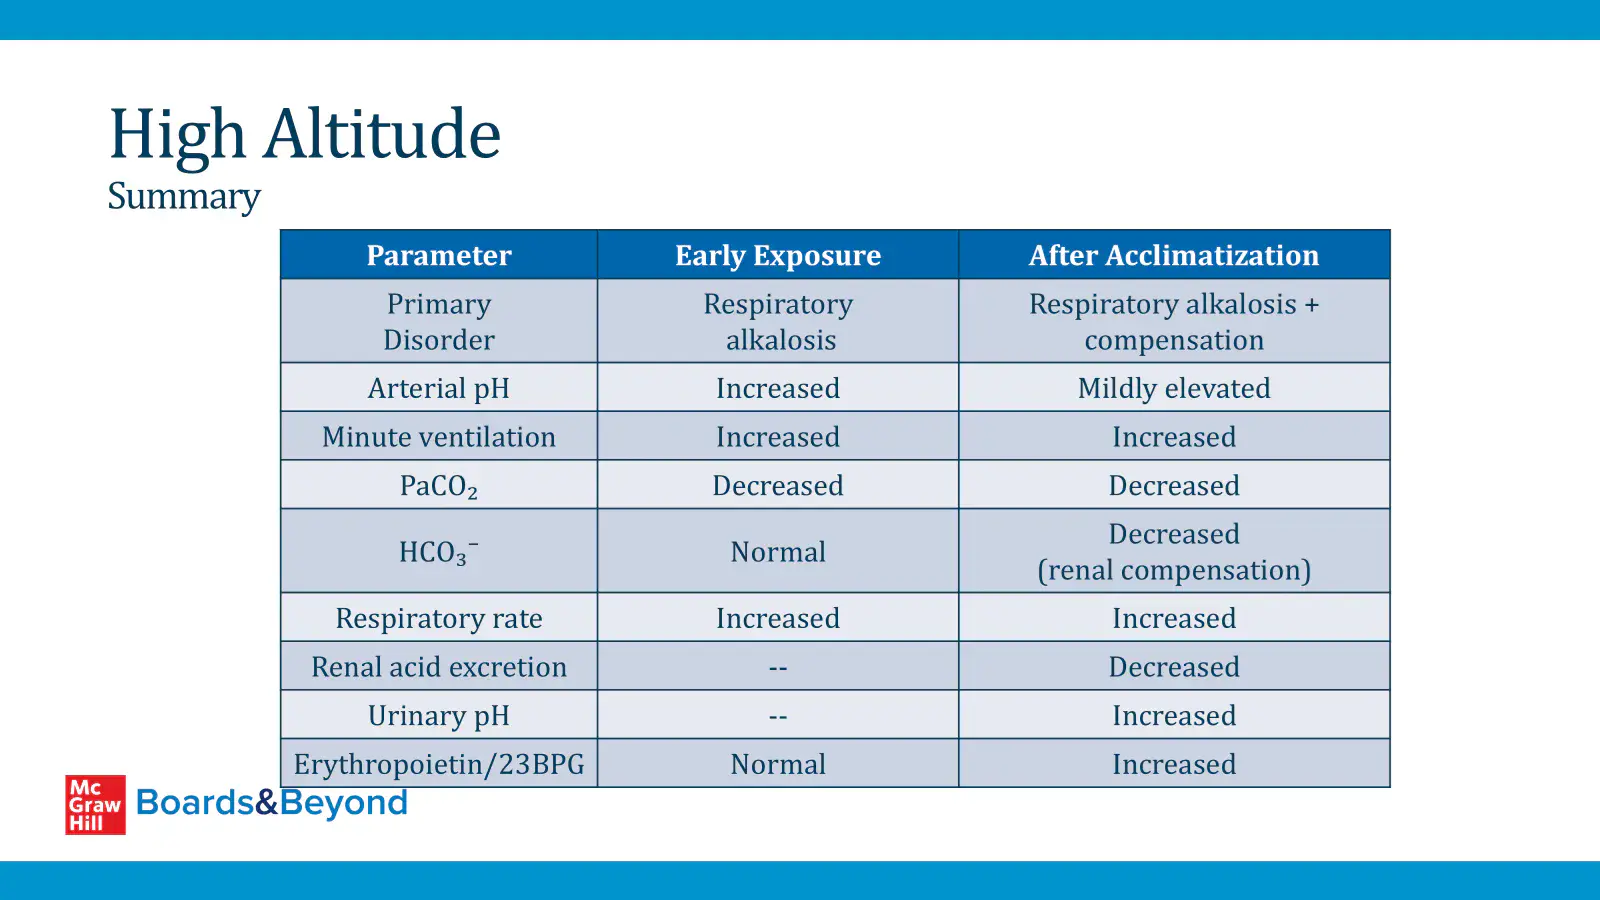 High Altitude
Summary
Parameter Early Exposure After Acclimatization
Primary Disorder Respiratory alkalosis Respiratory alkalosis + compensation
Arterial pH Increased Mildly elevated
Minute ventilation Increased Increased
PaCO₂ Decreased Decreased
HCO₃⁻ Normal Decreased (renal compensation)
Respiratory rate Increased Increased
Renal acid excretion -- Decreased
Urinary pH -- Increased
Erythropoietin/23BPG Normal Increased
Mc
Graw
Hill
Boards&Beyond